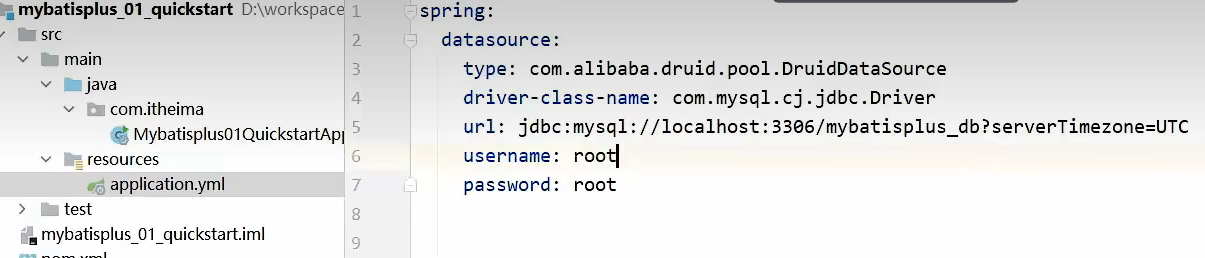 mybatisplus_01_quickstart D:\workspace
src
main
java
com.itheima
Mybatisplus01QuickstartApp
resources
application.yml
test
mybatisplus_01_quickstart.iml
pom.xml
1 spring:
2 datasource:
3 type: com.alibaba.druid.pool.DruidDataSource
4 driver-class-name: com.mysql.cj.jdbc.Driver
5 url: jdbc:mysql://localhost:3306/mybatisplus_db?serverTimezone=UTC
6 username: root
7 password: root
8
9